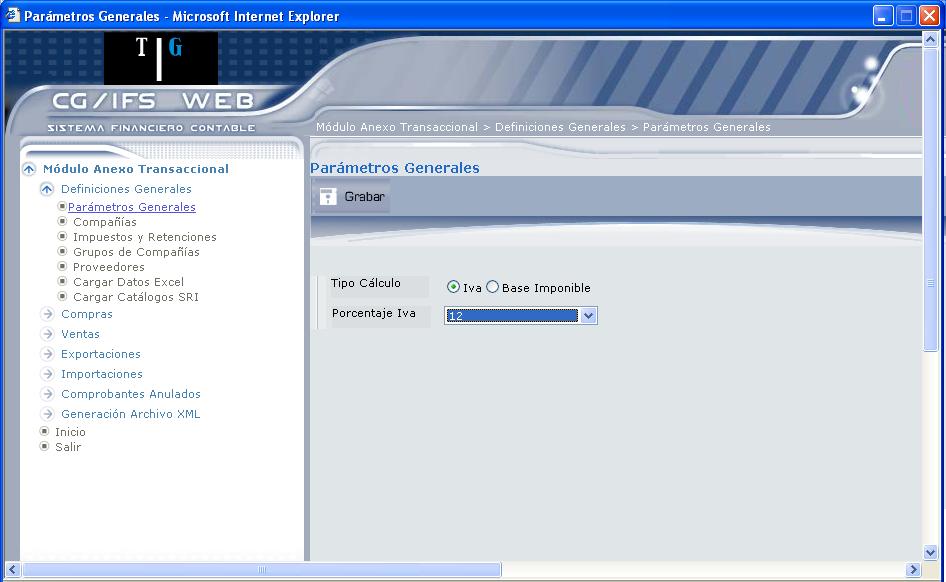 Parámetros Generales - Microsoft Internet Explorer
T | G
CG/IFS WEB
SISTEMA FINANCIERO CONTABLE
Módulo Anexo Transaccional > Definiciones Generales > Parámetros Generales
Módulo Anexo Transaccional
Definiciones Generales
Parámetros Generales
Compañías
Impuestos y Retenciones
Grupos de Compañías
Proveedores
Cargar Datos Excel
Cargar Catálogos SRI
Compras
Ventas
Exportaciones
Importaciones
Comprobantes Anulados
Generación Archivo XML
Inicio
Salir
Parámetros Generales
Grabar
Tipo Cálculo Iva Base Imponible
Porcentaje Iva 12